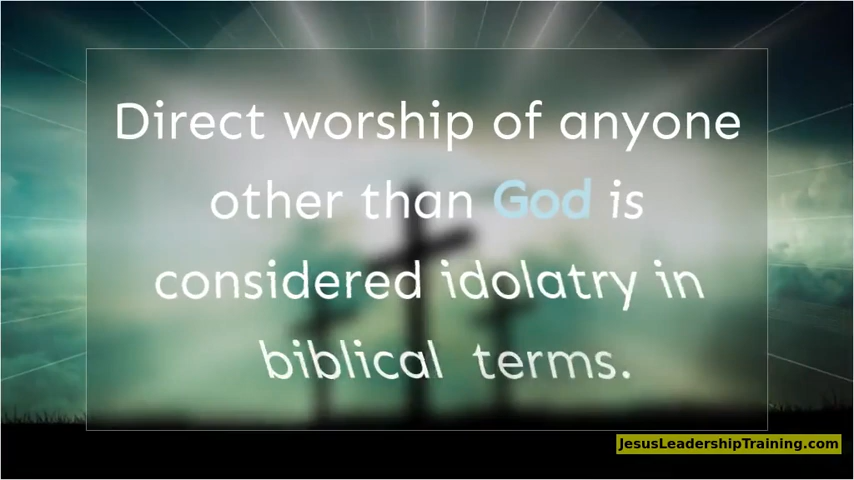 Direct worship of anyone
other than God is
considered idolatry in
biblical terms.
JesusLeadershipTraining.com